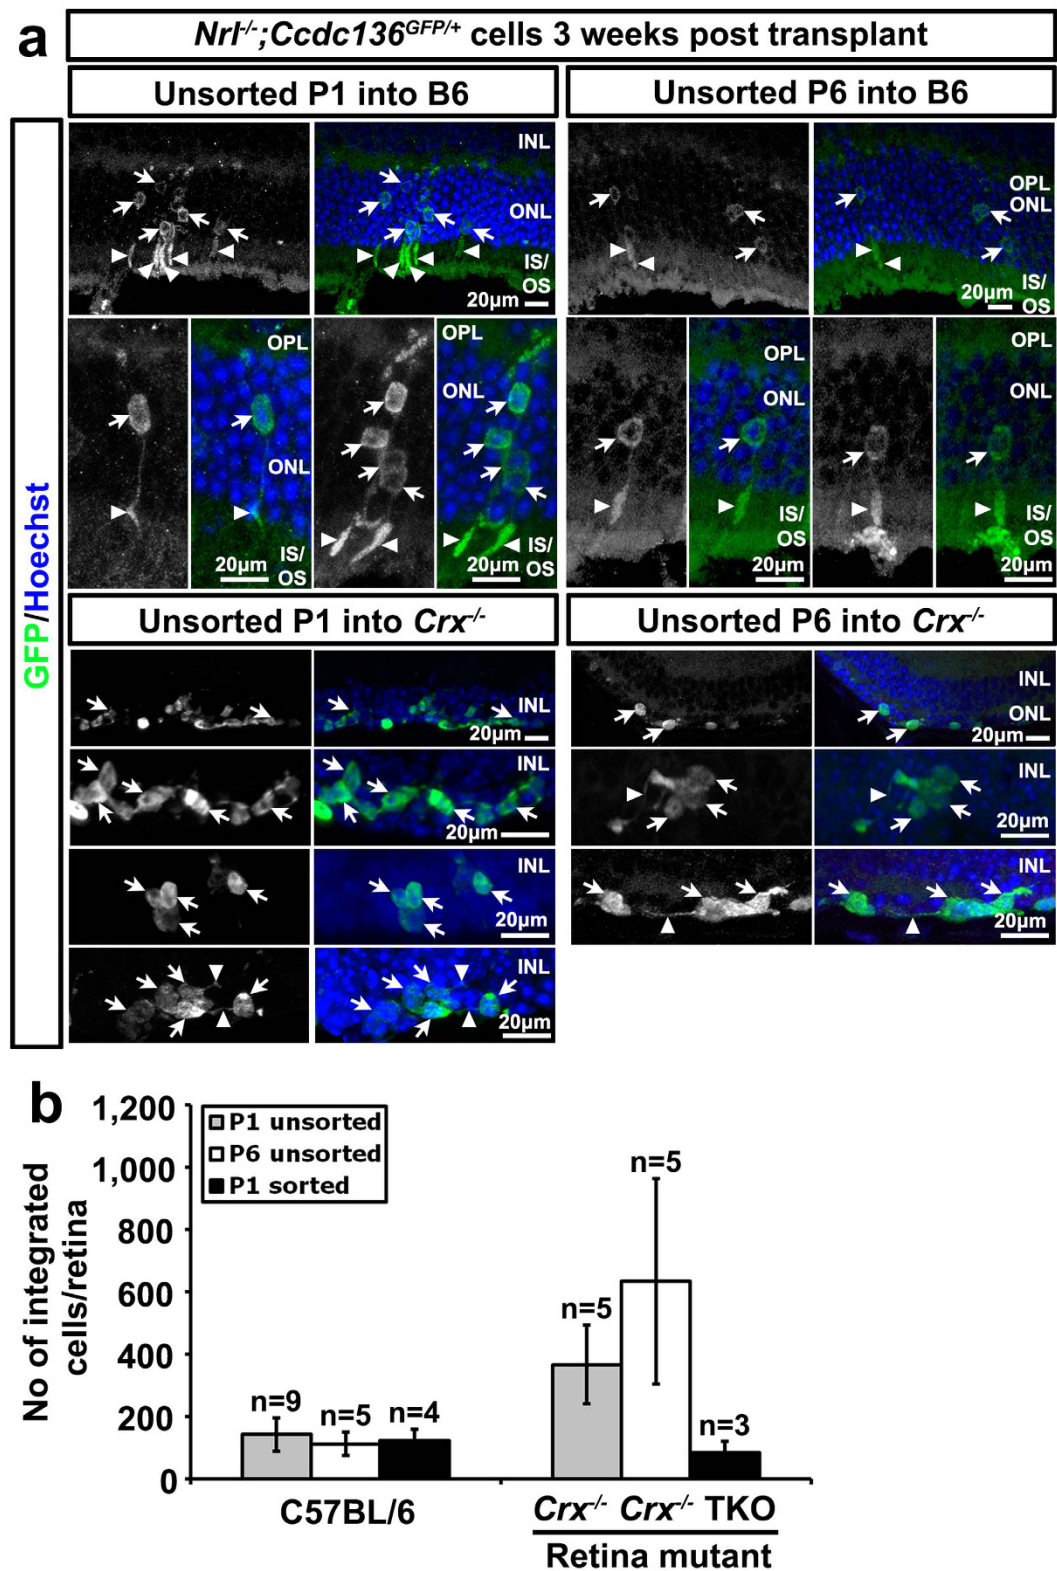 a
Nrl-/-;Ccdc136GFP/+ cells 3 weeks post transplant
Unsorted P1 into B6
Unsorted P6 into B6
GFP/Hoechst
INL
ONL
IS/
OS
20µm
OPL
ONL
IS/
OS
20µm
OPL
ONL
IS/
OS
20µm
ONL
IS/
OS
20µm
OPL
ONL
IS/
OS
20µm
OPL
ONL
IS/
OS
20µm
Unsorted P1 into Crx-/-
Unsorted P6 into Crx-/-
INL
20µm
INL
ONL
20µm
INL
20µm
INL
20µm
INL
20µm
INL
20µm
INL
20µm
b
No of integrated
cells/retina
1,200
1,000
800
600
400
200
0
P1 unsorted
P6 unsorted
P1 sorted
n=9
n=5
n=4
n=5
n=5
n=3
C57BL/6
Crx-/- Crx-/- TKO
Retina mutant